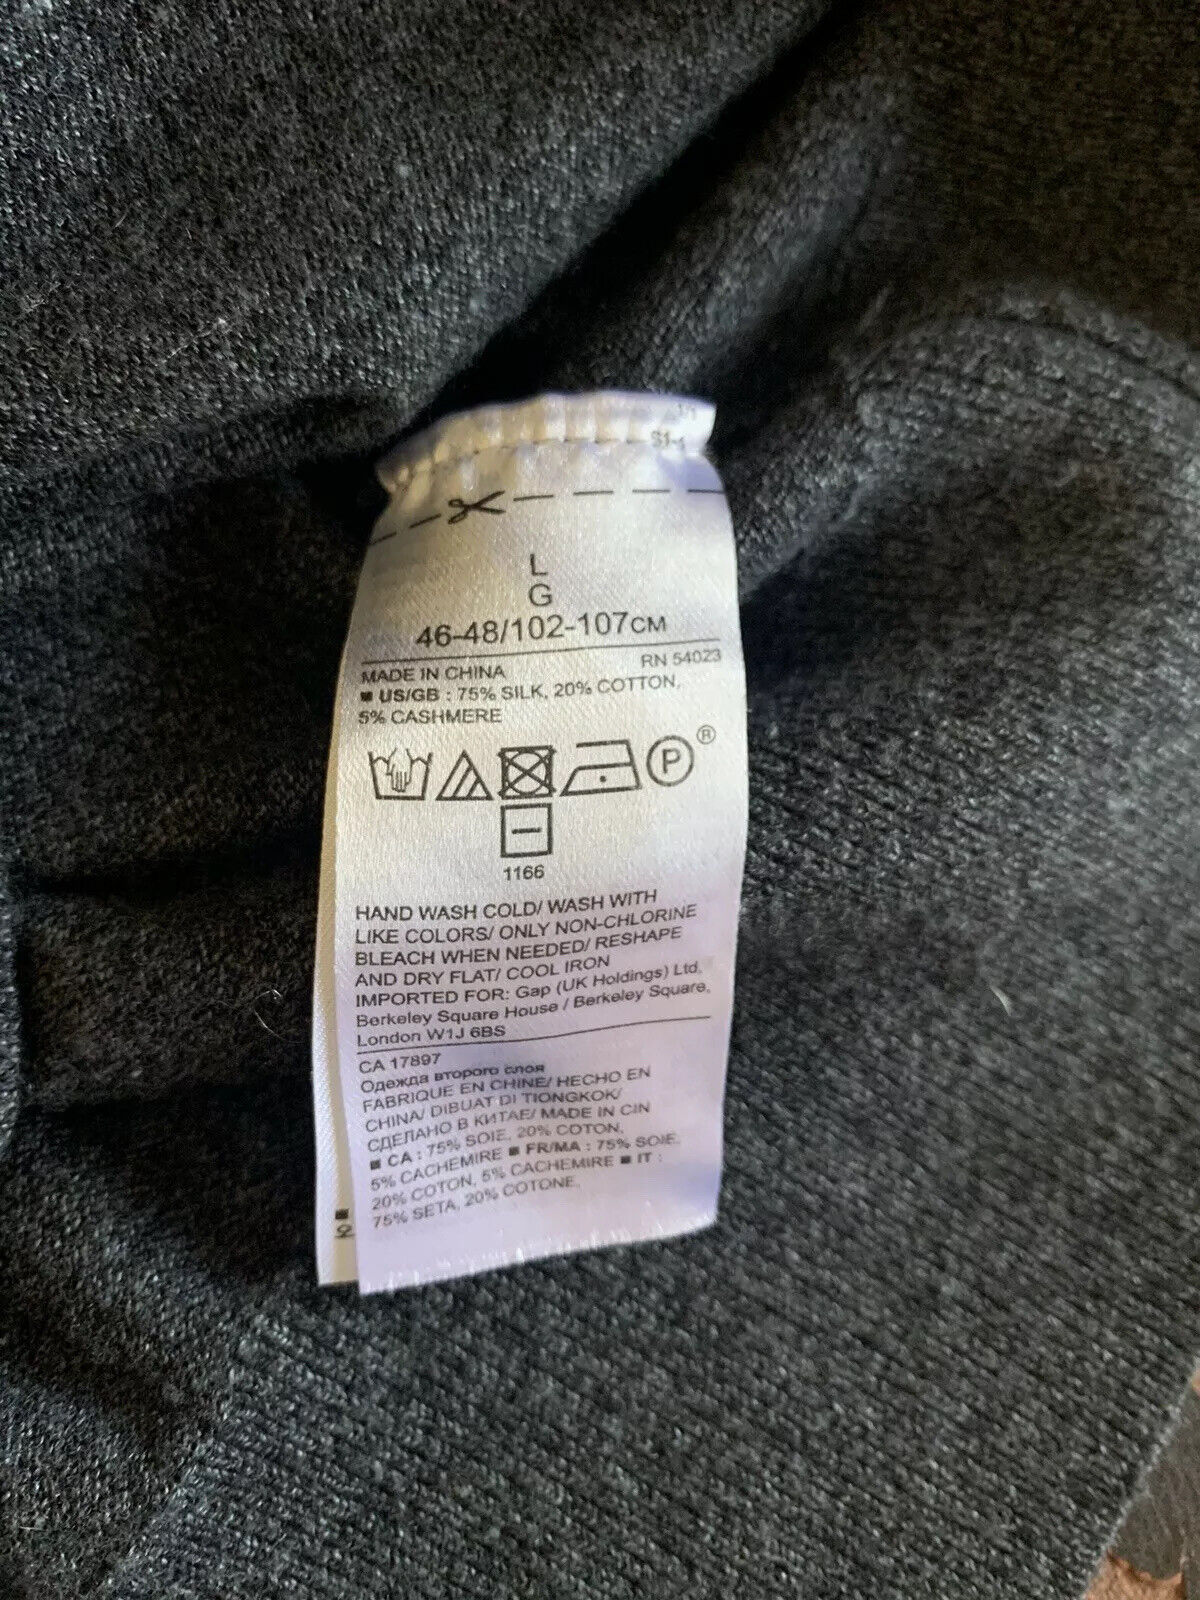 S1-1
L
G
46-48/102-107CM
RN 54023
MADE IN CHINA
■ US/GB : 75% SILK, 20% COTTON,
5% CASHMERE
P ®
1166
HAND WASH COLD/ WASH WITH
LIKE COLORS/ ONLY NON-CHLORINE
BLEACH WHEN NEEDED/ RESHAPE
AND DRY FLAT/ COOL IRON
IMPORTED FOR: Gap (UK Holdings) Ltd,
Berkeley Square House / Berkeley Square,
London W1J 6BS
CA 17897
Одежда второго слоя
FABRIQUE EN CHINE/ HECHO EN
CHINA/ DIBUAT DI TIONGKOK/
СДЕЛАНО В КИТАЕ/ MADE IN CIN
■ CA : 75% SOIE, 20% COTON,
5% CACHEMIRE ■ FR/MA : 75% SOIE,
20% COTON, 5% CACHEMIRE ■ IT :
75% SETA, 20% COTONE,